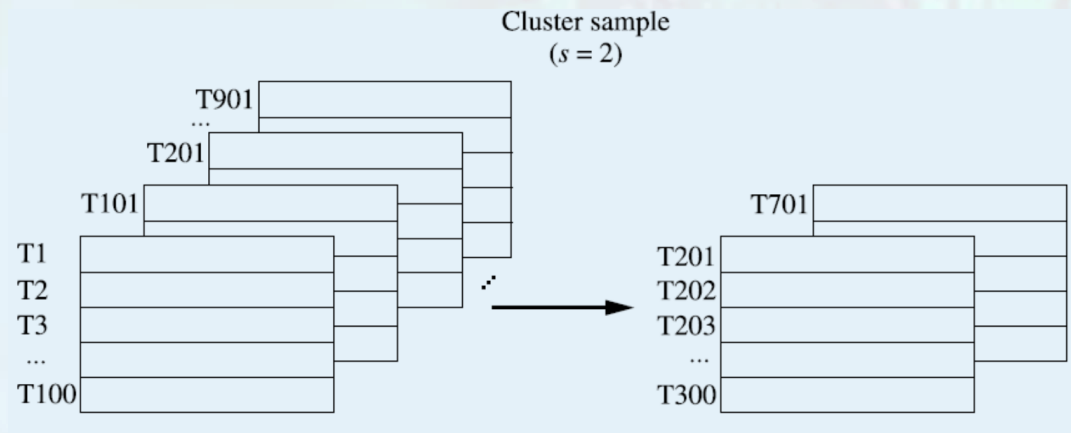 Cluster sample
(s = 2)
T901
...
T201
T101
T1
T2
T3
...
T100
T701
T201
T202
T203
...
T300